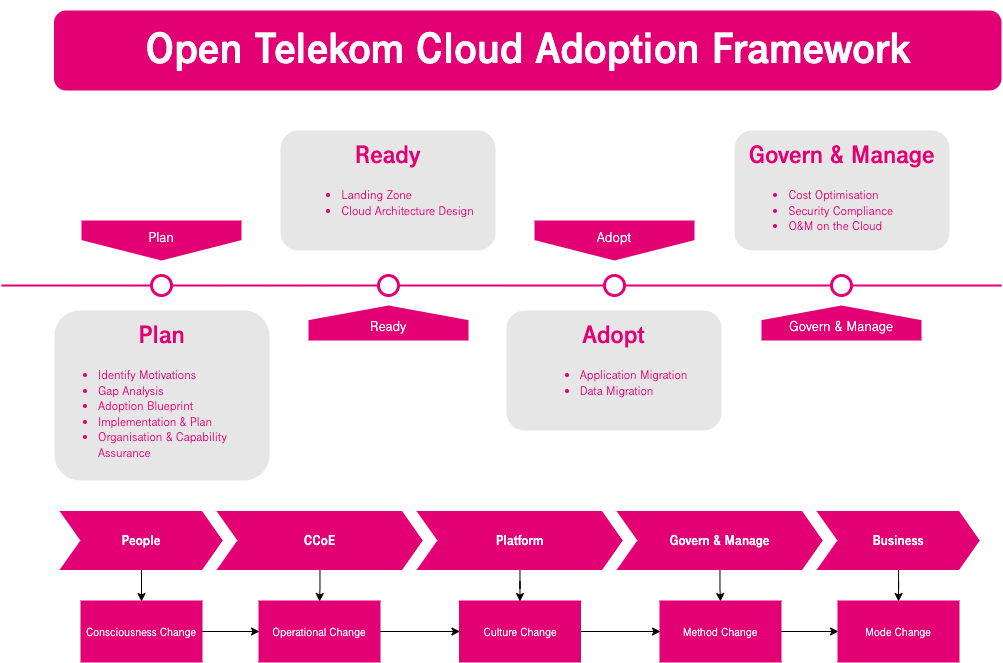 Open Telekom Cloud Adoption Framework
Ready
Landing Zone
Cloud Architecture Design
Govern & Manage
Cost Optimisation
Security Compliance
O&M on the Cloud
Plan
Adopt
Ready
Govern & Manage
Plan
Identify Motivations
Gap Analysis
Adoption Blueprint
Implementation & Plan
Organisation & Capability
Assurance
Adopt
Application Migration
Data Migration
People
CCoE
Platform
Govern & Manage
Business
Consciousness Change
Operational Change
Culture Change
Method Change
Mode Change